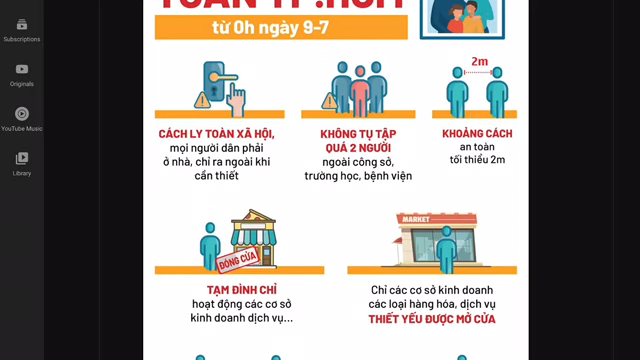 TOÀN TP.HCM
từ 0h ngày 9-7
Subscriptions
Originals
YouTube Music
Library
2m
CÁCH LY TOÀN XÃ HỘI,
mọi người dân phải
ở nhà, chỉ ra ngoài khi
cần thiết
KHÔNG TỤ TẬP
QUÁ 2 NGƯỜI
ngoài công sở,
trường học, bệnh viện
KHOẢNG CÁCH
an toàn
tối thiểu 2m
ĐÓNG CỬA
MARKET
TẠM ĐÌNH CHỈ
hoạt động các cơ sở
kinh doanh dịch vụ...
Chỉ các cơ sở kinh doanh
các loại hàng hóa, dịch vụ
THIẾT YẾU ĐƯỢC MỞ CỬA